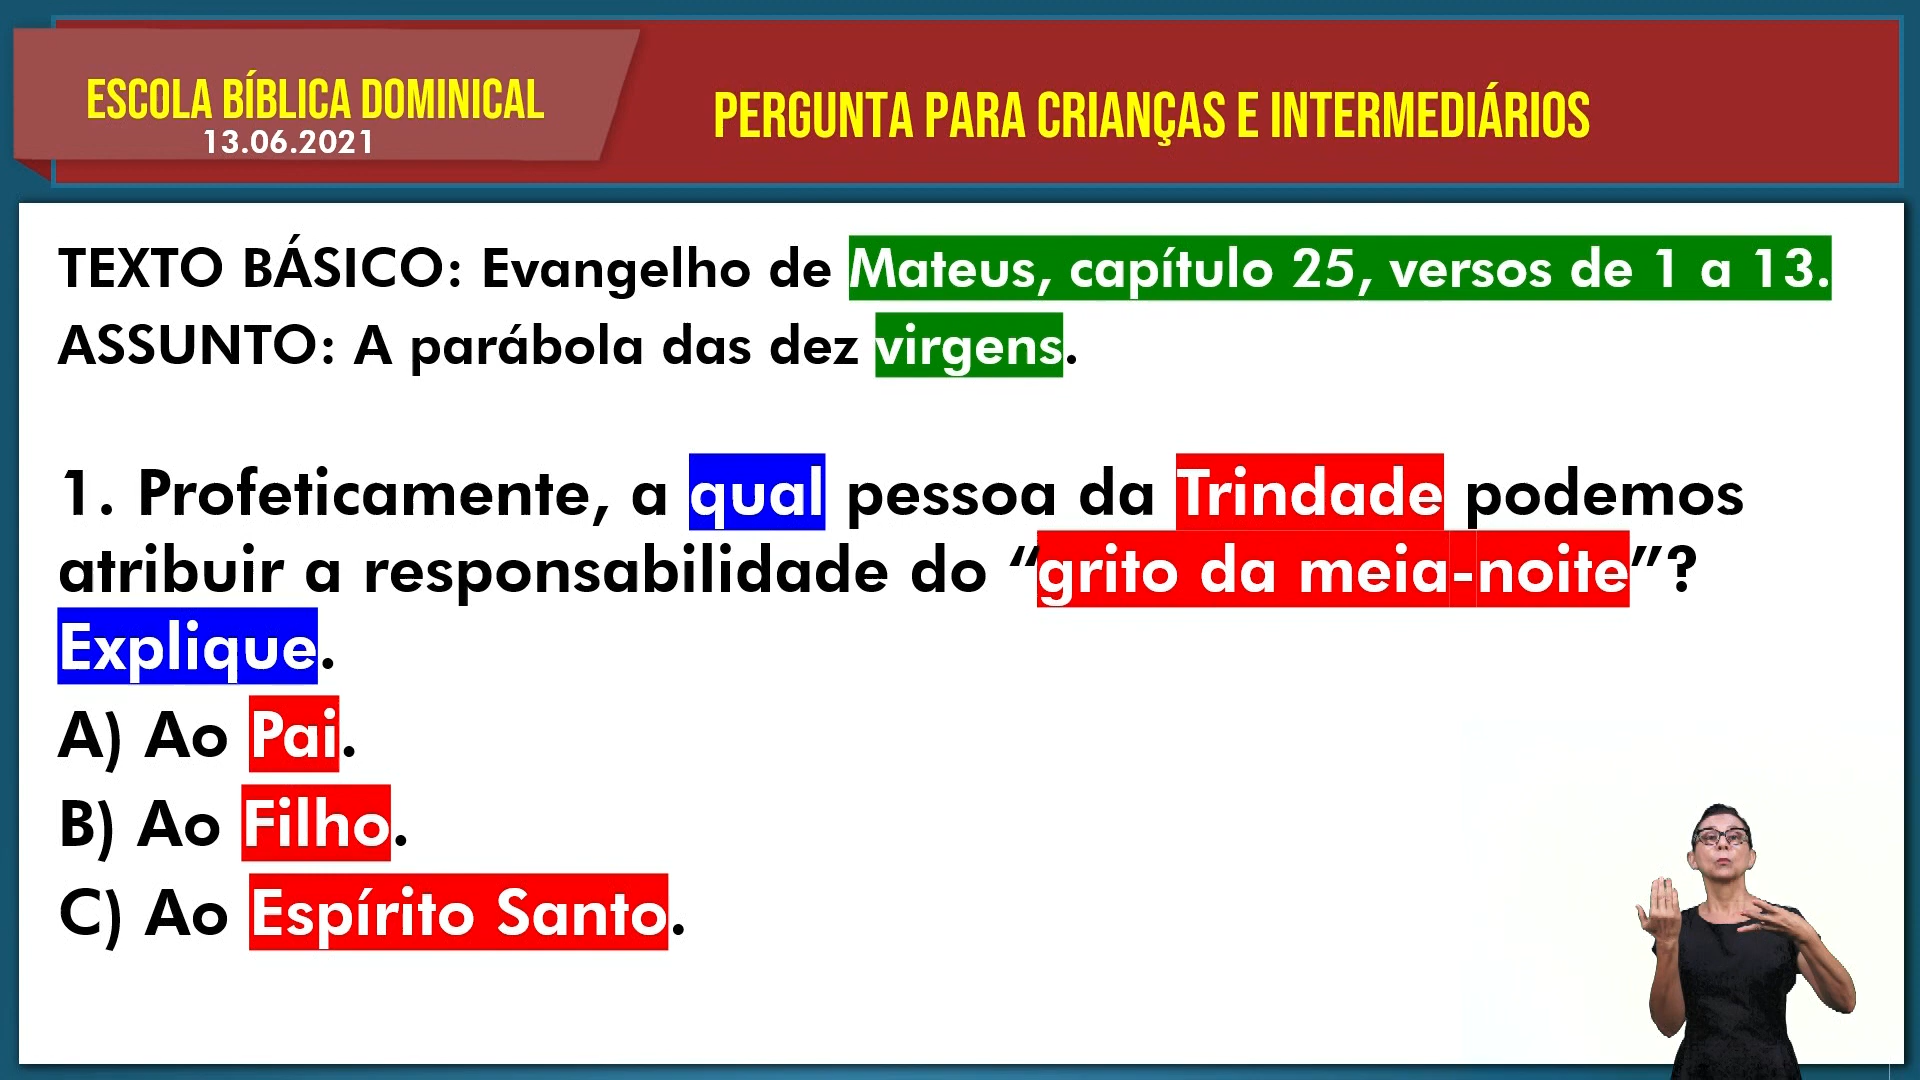 ESCOLA BÍBLICA DOMINICAL
13.06.2021
PERGUNTA PARA CRIANÇAS E INTERMEDIÁRIOS
TEXTO BÁSICO: Evangelho de Mateus, capítulo 25, versos de 1 a 13.
ASSUNTO: A parábola das dez virgens.
1. Profeticamente, a qual pessoa da Trindade podemos
atribuir a responsabilidade do “grito da meia-noite”?
Explique.
A) Ao Pai.
B) Ao Filho.
C) Ao Espírito Santo.